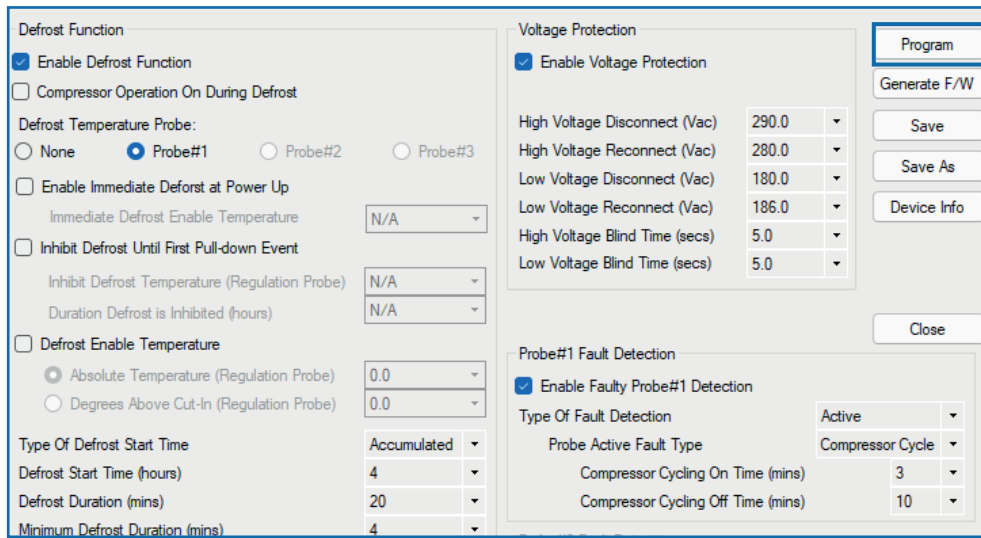 Defrost Function
Enable Defrost Function
Compressor Operation On During Defrost
Defrost Temperature Probe:
None Probe#1 Probe#2 Probe#3
Enable Immediate Deforst at Power Up
Immediate Defrost Enable Temperature N/A
Inhibit Defrost Until First Pull-down Event
Inhibit Defrost Temperature (Regulation Probe) N/A
Duration Defrost is Inhibited (hours) N/A
Defrost Enable Temperature
Absolute Temperature (Regulation Probe) 0.0
Degrees Above Cut-In (Regulation Probe) 0.0
Type Of Defrost Start Time Accumulated
Defrost Start Time (hours) 4
Defrost Duration (mins) 20
Minimum Defrost Duration (mins) 4
Voltage Protection
Enable Voltage Protection
High Voltage Disconnect (Vac) 290.0
High Voltage Reconnect (Vac) 280.0
Low Voltage Disconnect (Vac) 180.0
Low Voltage Reconnect (Vac) 186.0
High Voltage Blind Time (secs) 5.0
Low Voltage Blind Time (secs) 5.0
Probe#1 Fault Detection
Enable Faulty Probe#1 Detection
Type Of Fault Detection Active
Probe Active Fault Type Compressor Cycle
Compressor Cycling On Time (mins) 3
Compressor Cycling Off Time (mins) 10
Program
Generate F/W
Save
Save As
Device Info
Close